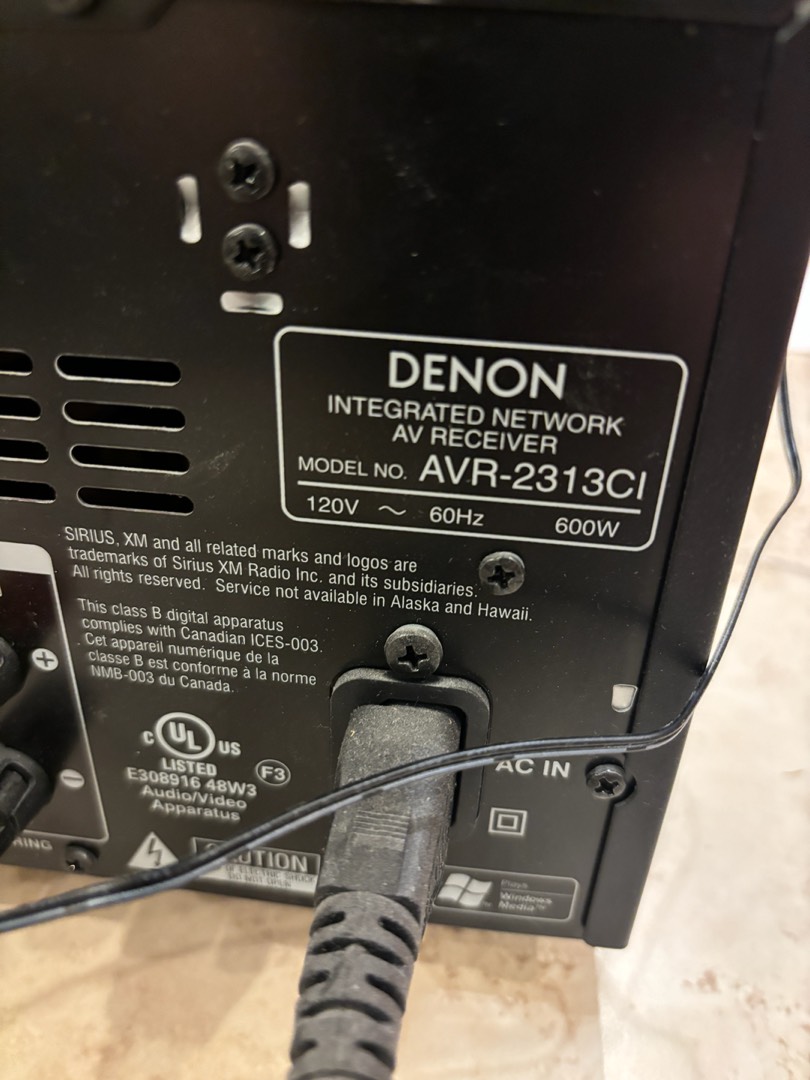 DENON
INTEGRATED NETWORK
AV RECEIVER
MODEL NO. AVR-2313CI
120V ～ 60Hz 600W
SIRIUS, XM and all related marks and logos are
trademarks of Sirius XM Radio Inc. and its subsidiaries.
All rights reserved. Service not available in Alaska and Hawaii.
This class B digital apparatus
complies with Canadian ICES-003.
Cet appareil numérique de la
classe B est conforme à la norme
NMB-003 du Canada.
+
−
C UL US
LISTED
E308916 48W3
Audio/Video
Apparatus
F3
AC IN
CAUTION
Plays
Windows
Media™